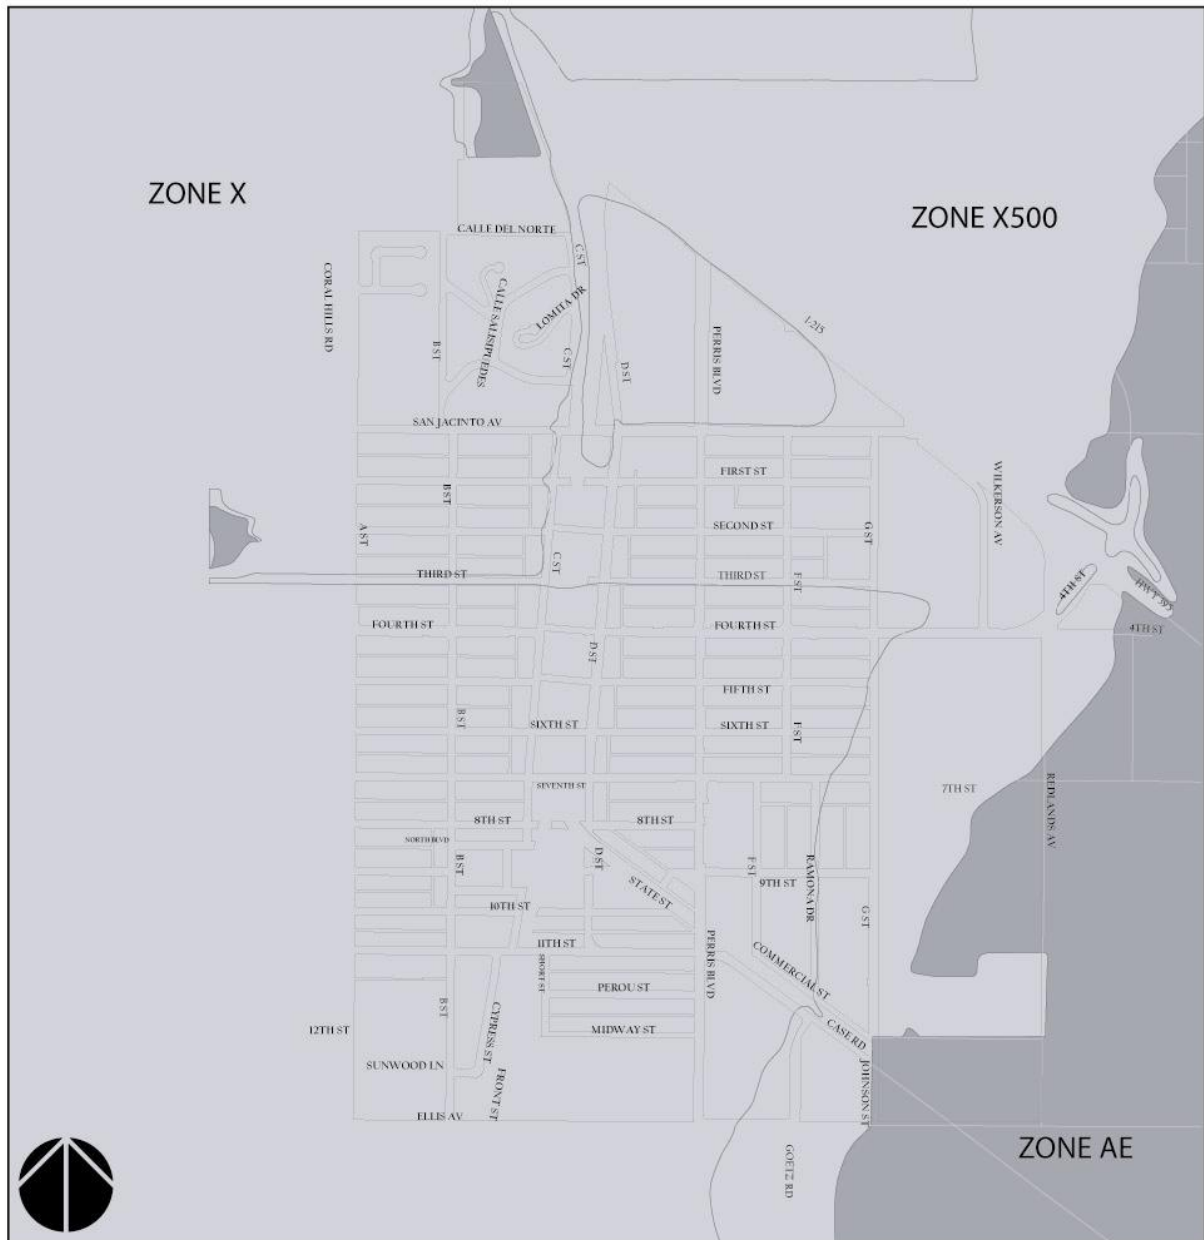 ZONE X
ZONE X500
CALLE DEL NORTE
C ST
CORAL HILLS RD
CALLE SALISIPUEDES
LOMITA DR
I-215
B ST
C ST
D ST
PERRIS BLVD
SAN JACINTO AV
FIRST ST
WILKERSON AV
B ST
A ST
SECOND ST
G ST
C ST
THIRD ST
THIRD ST
F ST
4TH ST
HWY 395
FOURTH ST
FOURTH ST
4TH ST
D ST
FIFTH ST
B ST
SIXTH ST
SIXTH ST
F ST
SEVENTH ST
7TH ST
REDLANDS AV
8TH ST
8TH ST
NORTH BLVD
B ST
D ST
F ST
RAMONA DR
9TH ST
STATE ST
10TH ST
G ST
11TH ST
PERRIS BLVD
COMMERCIAL ST
SHORT ST
PEROU ST
B ST
CYPRESS ST
12TH ST
MIDWAY ST
CASE RD
SUNWOOD LN
FRONT ST
JOHNSON ST
ELLIS AV
GOETZ RD
ZONE AE